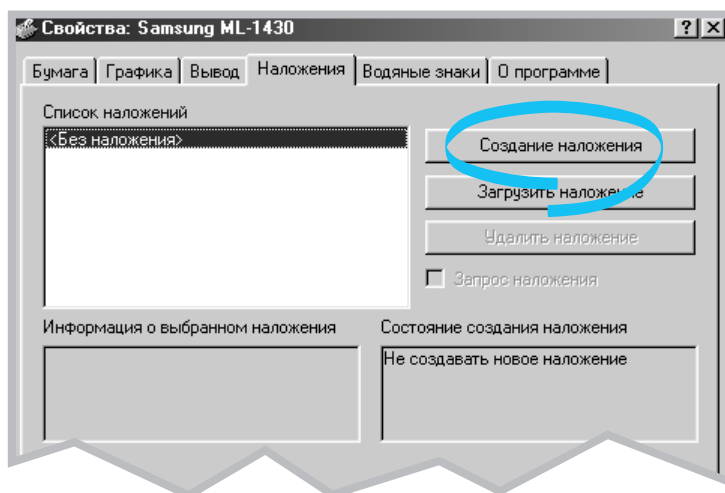 Свойства: Samsung ML-1430
Бумага Графика Вывод Наложения Водяные знаки О программе
Список наложений
<Без наложения>
Создание наложения
Загрузить наложение
Удалить наложение
Запрос наложения
Информация о выбранном наложения
Состояние создания наложения
Не создавать новое наложение